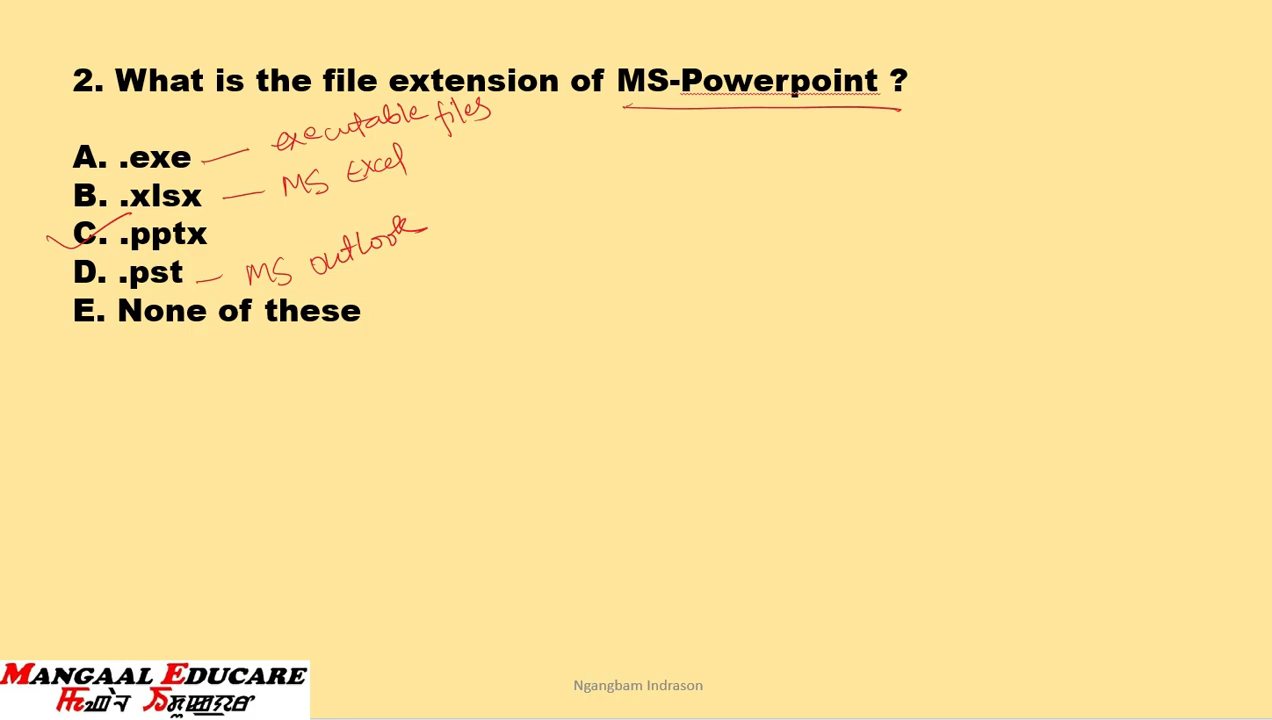 2. What is the file extension of MS-Powerpoint ?
A. .exe — executable files
B. .xlsx — MS Excel
C. .pptx
D. .pst — MS outlook
E. None of these
MANGAAL EDUCARE
Ngangbam Indrason